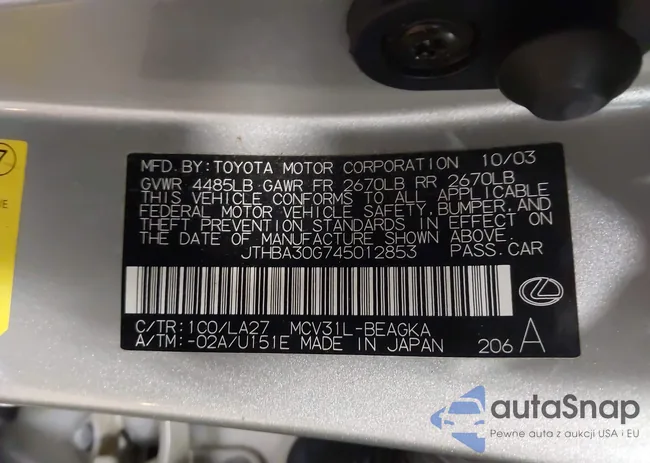 MFD. BY: TOYOTA MOTOR CORPORATION 10/03
GVWR 4485LB GAWR FR 2670LB RR 2670LB
THIS VEHICLE CONFORMS TO ALL APPLICABLE
FEDERAL MOTOR VEHICLE SAFETY, BUMPER, AND
THEFT PREVENTION STANDARDS IN EFFECT ON
THE DATE OF MANUFACTURE SHOWN ABOVE.
JTHBA30G745012853 PASS. CAR
C/TR: 1C0/LA27 MCV31L-BEAGKA
A/TM: -02A/U151E MADE IN JAPAN 206 A
autaSnap
Pewne auta z aukcji USA i EU